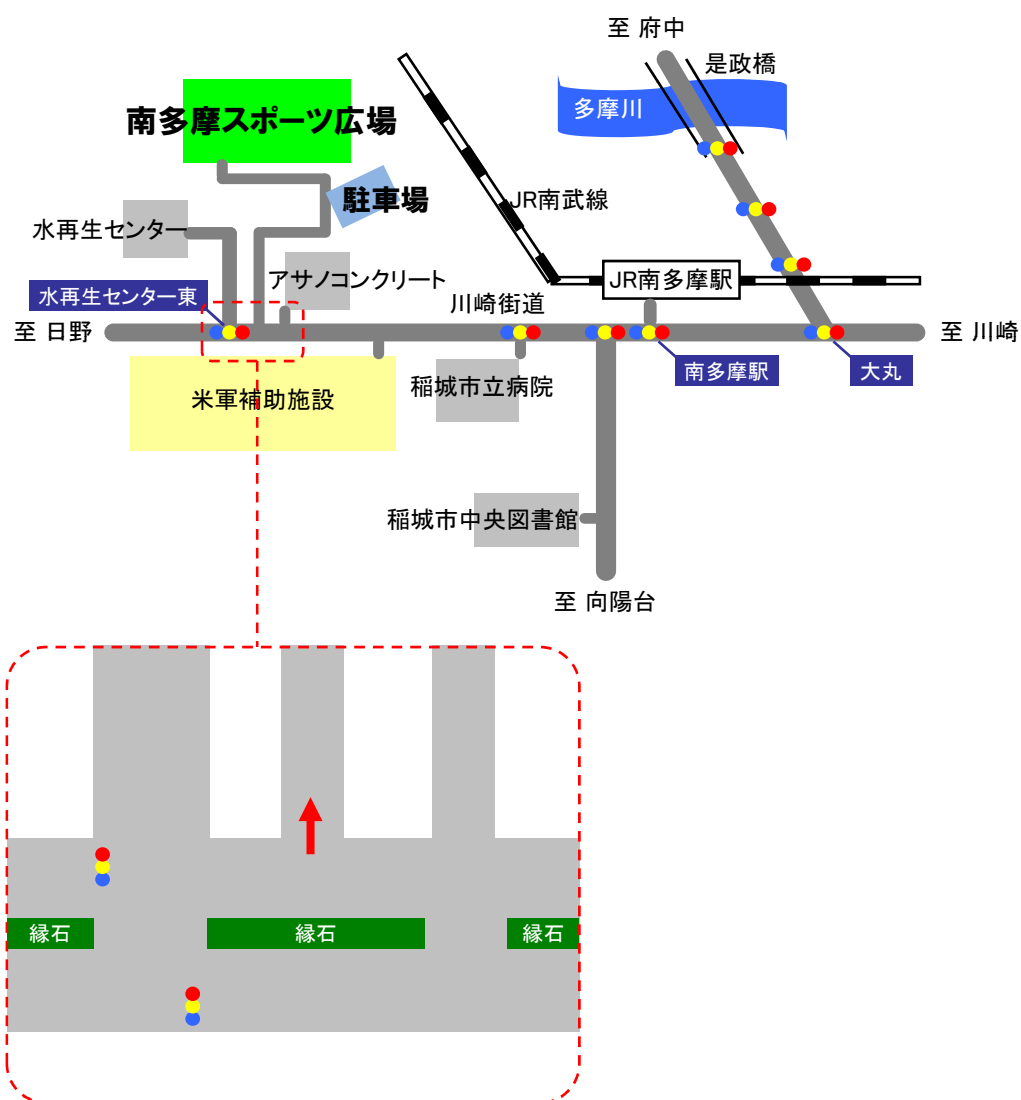 至 府中
是政橋
多摩川
南多摩スポーツ広場
駐車場
JR南武線
水再生センター
アサノコンクリート
JR南多摩駅
水再生センター東
川崎街道
至 日野
至 川崎
南多摩駅
大丸
米軍補助施設
稲城市立病院
稲城市中央図書館
至 向陽台
縁石
縁石
縁石